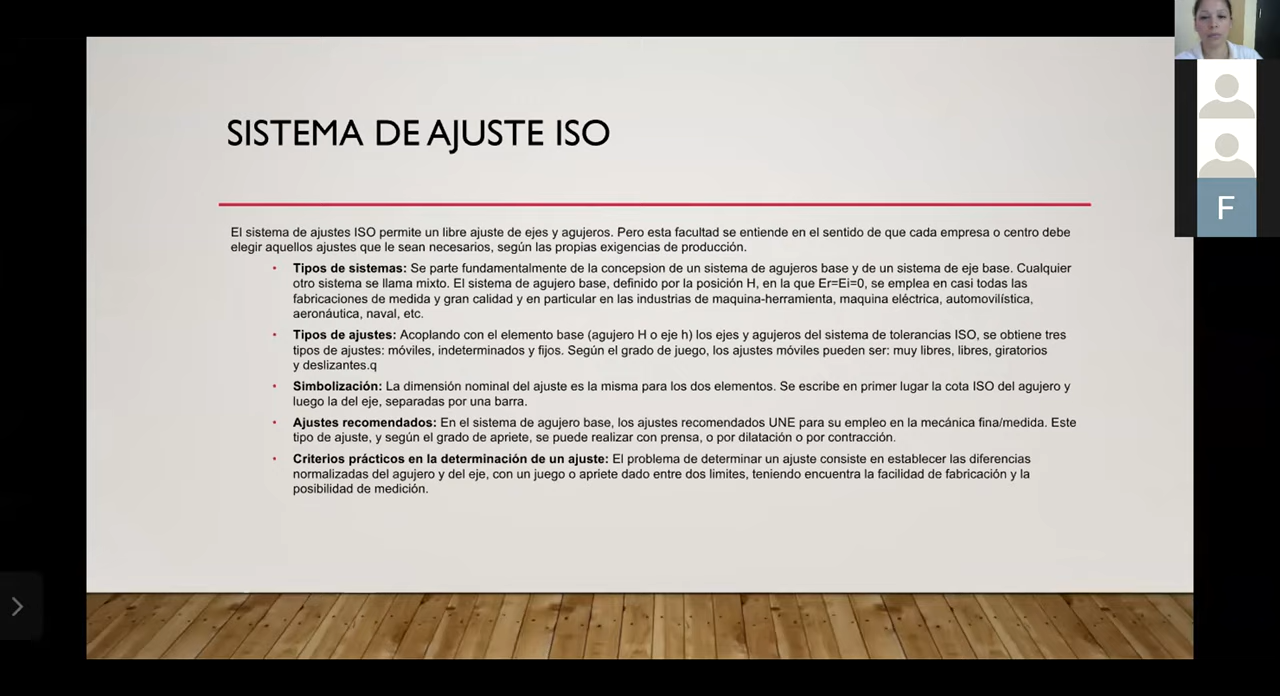 SISTEMA DE AJUSTE ISO
El sistema de ajustes ISO permite un libre ajuste de ejes y agujeros. Pero esta facultad se entiende en el sentido de que cada empresa o centro debe
elegir aquellos ajustes que le sean necesarios, según las propias exigencias de producción.
• Tipos de sistemas: Se parte fundamentalmente de la concepsion de un sistema de agujeros base y de un sistema de eje base. Cualquier
otro sistema se llama mixto. El sistema de agujero base, definido por la posición H, en la que Er=Ei=0, se emplea en casi todas las
fabricaciones de medida y gran calidad y en particular en las industrias de maquina-herramienta, maquina eléctrica, automovilística,
aeronáutica, naval, etc.
• Tipos de ajustes: Acoplando con el elemento base (agujero H o eje h) los ejes y agujeros del sistema de tolerancias ISO, se obtiene tres
tipos de ajustes: móviles, indeterminados y fijos. Según el grado de juego, los ajustes móviles pueden ser: muy libres, libres, giratorios
y deslizantes.q
• Simbolización: La dimensión nominal del ajuste es la misma para los dos elementos. Se escribe en primer lugar la cota ISO del agujero y
luego la del eje, separadas por una barra.
• Ajustes recomendados: En el sistema de agujero base, los ajustes recomendados UNE para su empleo en la mecánica fina/medida. Este
tipo de ajuste, y según el grado de apriete, se puede realizar con prensa, o por dilatación o por contracción.
• Criterios prácticos en la determinación de un ajuste: El problema de determinar un ajuste consiste en establecer las diferencias
normalizadas del agujero y del eje, con un juego o apriete dado entre dos limites, teniendo encuentra la facilidad de fabricación y la
posibilidad de medición.
F